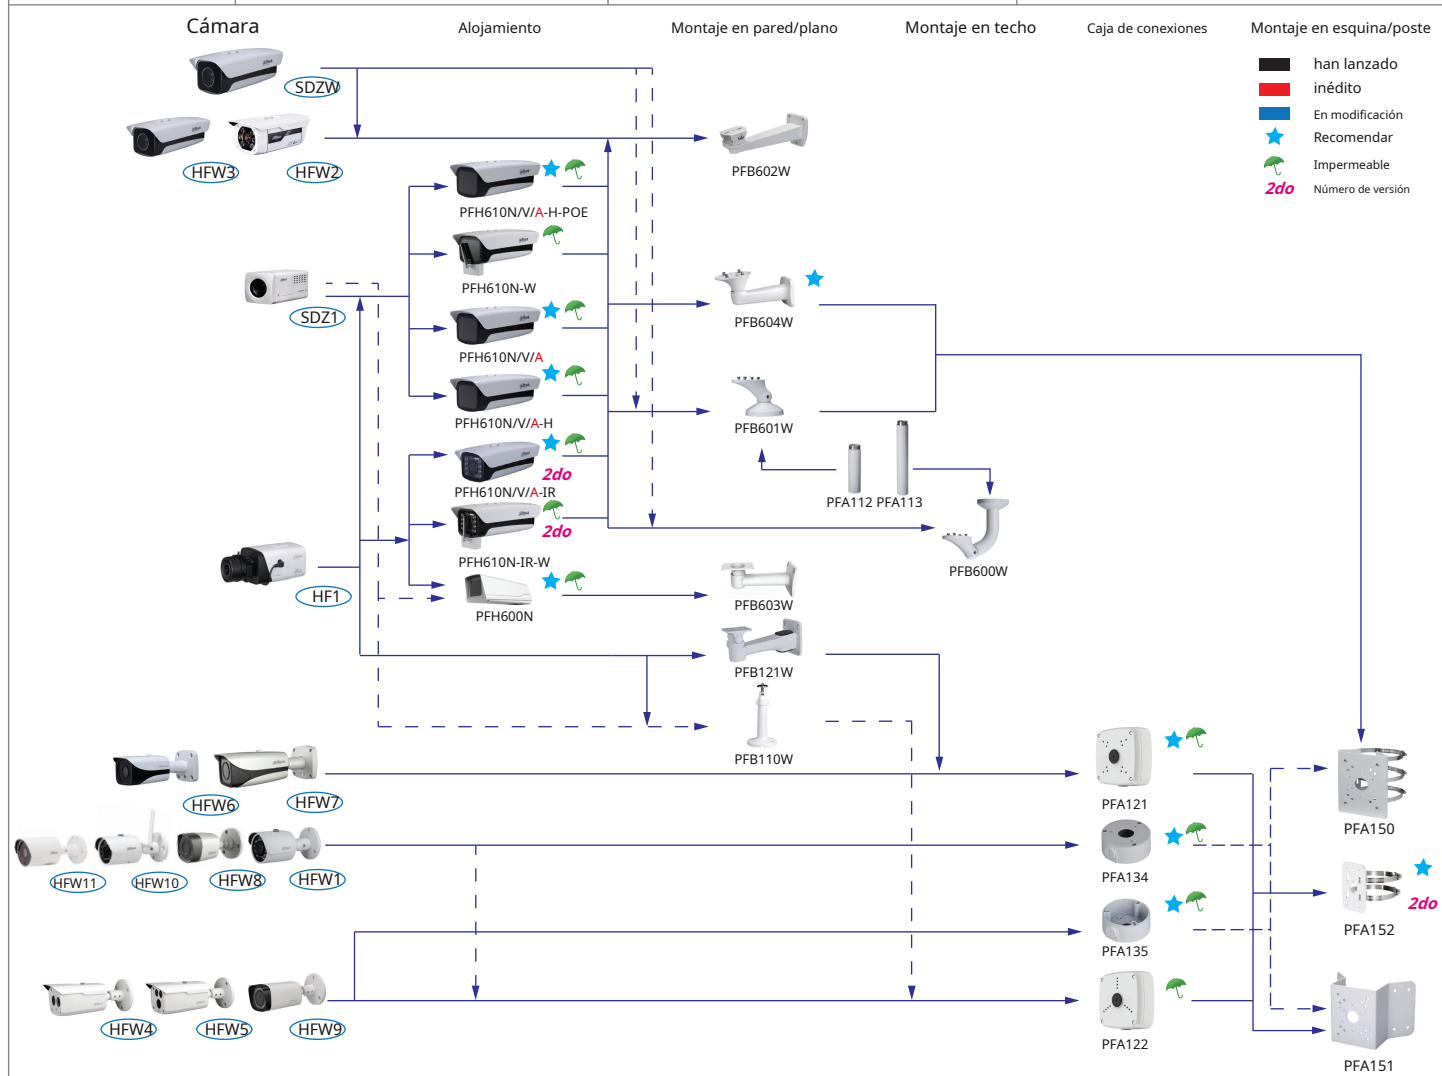 Cámara
Alojamiento
Montaje en pared/plano
Montaje en techo
Caja de conexiones
Montaje en esquina/poste
han lanzado
inédito
En modificación
Recomendar
Impermeable
2do Número de versión
SDZW
HFW3
HFW2
PFB602W
PFH610N/V/A-H-POE
PFH610N-W
SDZ1
PFB604W
PFH610N/V/A
PFH610N/V/A-H
PFB601W
2do
PFH610N/V/A-IR
PFA112 PFA113
2do
PFH610N-IR-W
PFB600W
HF1
PFH600N
PFB603W
PFB121W
PFB110W
HFW6
HFW7
PFA121
PFA150
HFW11
HFW10
HFW8
HFW1
PFA134
2do
PFA152
PFA135
HFW4
HFW5
HFW9
PFA122
PFA151